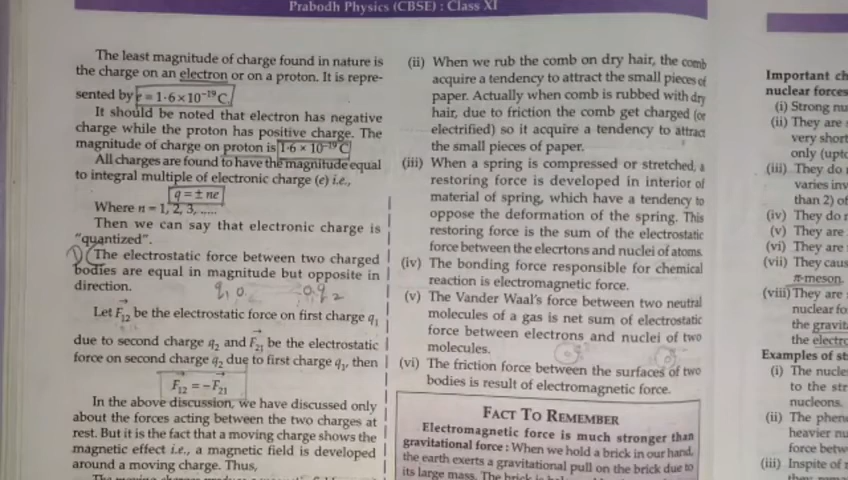 Prabodh Physics (CBSE) : Class XI
The least magnitude of charge found in nature is
the charge on an electron or on a proton. It is repre-
sented by e = 1·6×10⁻¹⁹C.
It should be noted that electron has negative
charge while the proton has positive charge. The
magnitude of charge on proton is 1·6 × 10⁻¹⁹C
All charges are found to have the magnitude equal
to integral multiple of electronic charge (e) i.e.,
q = ± ne
Where n = 1, 2, 3, .....
Then we can say that electronic charge is
"quantized".
The electrostatic force between two charged
bodies are equal in magnitude but opposite in
direction.
q₁ q₂
Let F⃗₁₂ be the electrostatic force on first charge q₁
due to second charge q₂ and F⃗₂₁ be the electrostatic
force on second charge q₂ due to first charge q₁, then
F⃗₁₂ = −F⃗₂₁
In the above discussion, we have discussed only
about the forces acting between the two charges at
rest. But it is the fact that a moving charge shows the
magnetic effect i.e., a magnetic field is developed
around a moving charge. Thus,
(ii) When we rub the comb on dry hair, the comb
acquire a tendency to attract the small pieces of
paper. Actually when comb is rubbed with dry
hair, due to friction the comb get charged (or
electrified) so it acquire a tendency to attract
the small pieces of paper.
(iii) When a spring is compressed or stretched, a
restoring force is developed in interior of
material of spring, which have a tendency to
oppose the deformation of the spring. This
restoring force is the sum of the electrostatic
force between the elecrtons and nuclei of atoms.
(iv) The bonding force responsible for chemical
reaction is electromagnetic force.
(v) The Vander Waal's force between two neutral
molecules of a gas is net sum of electrostatic
force between electrons and nuclei of two
molecules.
(vi) The friction force between the surfaces of two
bodies is result of electromagnetic force.
FACT TO REMEMBER
Electromagnetic force is much stronger than
gravitational force : When we hold a brick in our hand,
the earth exerts a gravitational pull on the brick due to
its large mass. The brick is
Important
nuclear forces
(i) Strong
(ii) They are
very short
only
(iii) They do
varies
than 2) of
(iv) They do
(v) They are
(vi) They are
(vii) They
π-meson.
(viii) They are
nuclear
the
the
Examples of
(i) The
to the
nucleons.
(ii) The
heavier
force
(iii) Inspite of